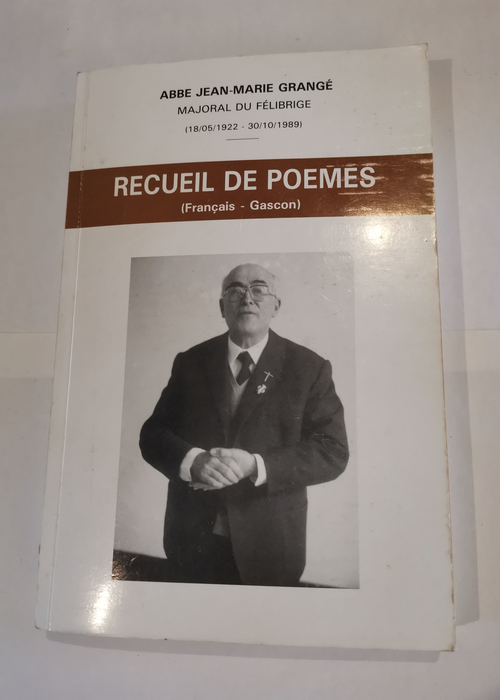 ABBE JEAN-MARIE GRANGÉ
MAJORAL DU FÉLIBRIGE
(18/05/1922 - 30/10/1989)
RECUEIL DE POEMES
(Français - Gascon)